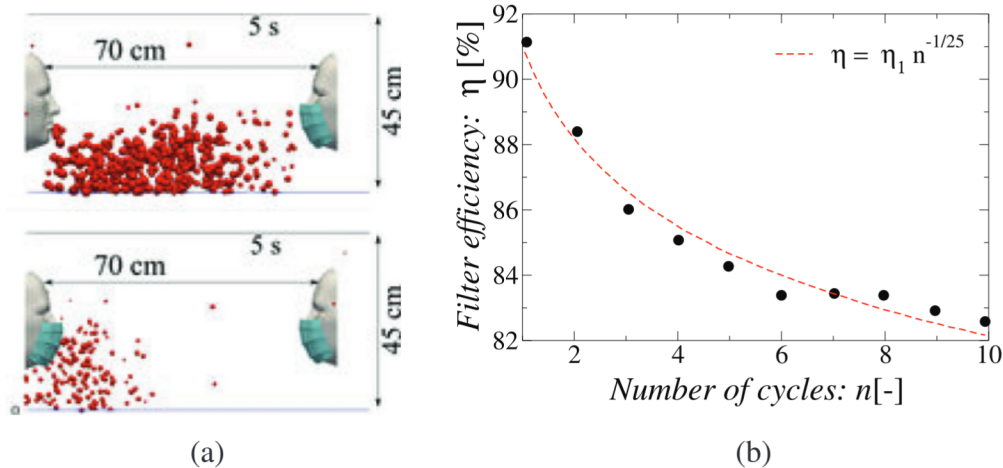 5 s
70 cm
45 cm
5 s
70 cm
45 cm
(a)
92
90
88
86
84
82
2
4
6
8
10
Filter efficiency: η [%]
Number of cycles: n[-]
η = η₁ n^-1/25
(b)